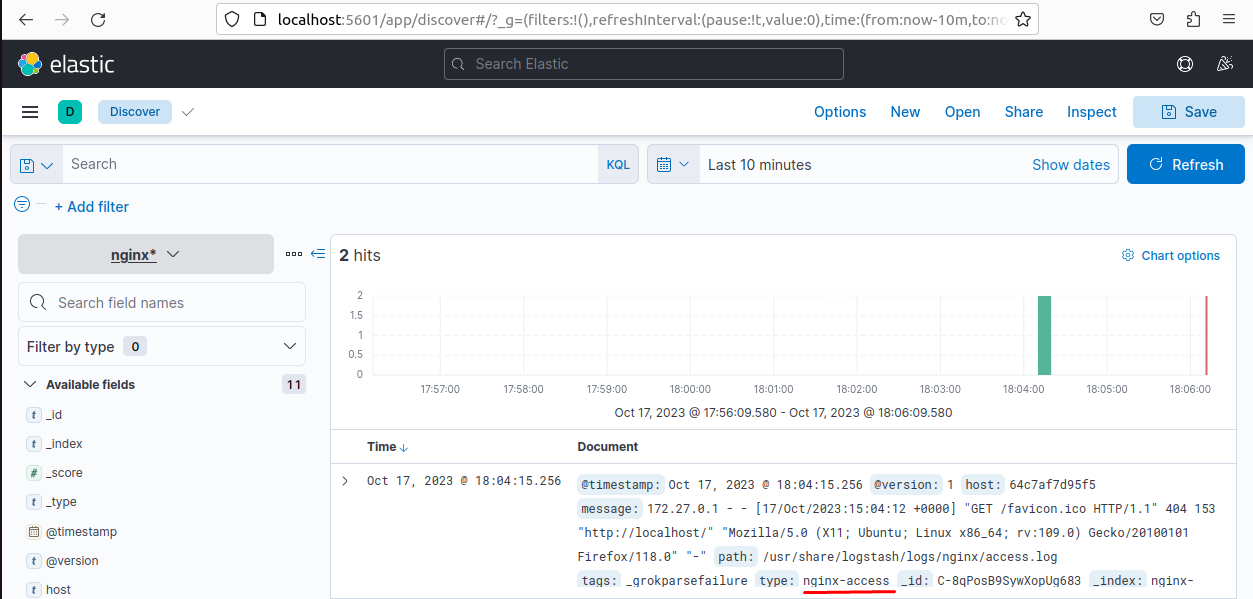 localhost:5601/app/discover#/?_g=(filters:!(),refreshInterval:(pause:!t,value:0),time:(from:now-10m,to:no
elastic
Search Elastic
D
Discover
Options
New
Open
Share
Inspect
Save
Search
KQL
Last 10 minutes
Show dates
Refresh
+ Add filter
nginx*
2 hits
Chart options
Search field names
Filter by type 0
Available fields 11
t _id
t _index
# _score
t _type
@timestamp
t @version
t host
2
1.5
1
0.5
0
17:57:00 17:58:00 17:59:00 18:00:00 18:01:00 18:02:00 18:03:00 18:04:00 18:05:00 18:06:00
Oct 17, 2023 @ 17:56:09.580 - Oct 17, 2023 @ 18:06:09.580
Time Document
Oct 17, 2023 @ 18:04:15.256
@timestamp: Oct 17, 2023 @ 18:04:15.256 @version: 1 host: 64c7af7d95f5
message: 172.27.0.1 - - [17/Oct/2023:15:04:12 +0000] "GET /favicon.ico HTTP/1.1" 404 153
"http://localhost/" "Mozilla/5.0 (X11; Ubuntu; Linux x86_64; rv:109.0) Gecko/20100101
Firefox/118.0" "-" path: /usr/share/logstash/logs/nginx/access.log
tags: _grokparsefailure type: nginx-access _id: C-8qPosB9SywXopUg683 _index: nginx-